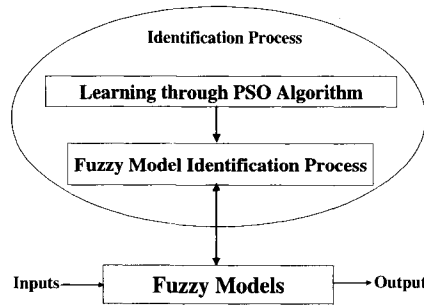 Identification Process
Learning through PSO Algorithm
Fuzzy Model Identification Process
Inputs
Fuzzy Models
Output